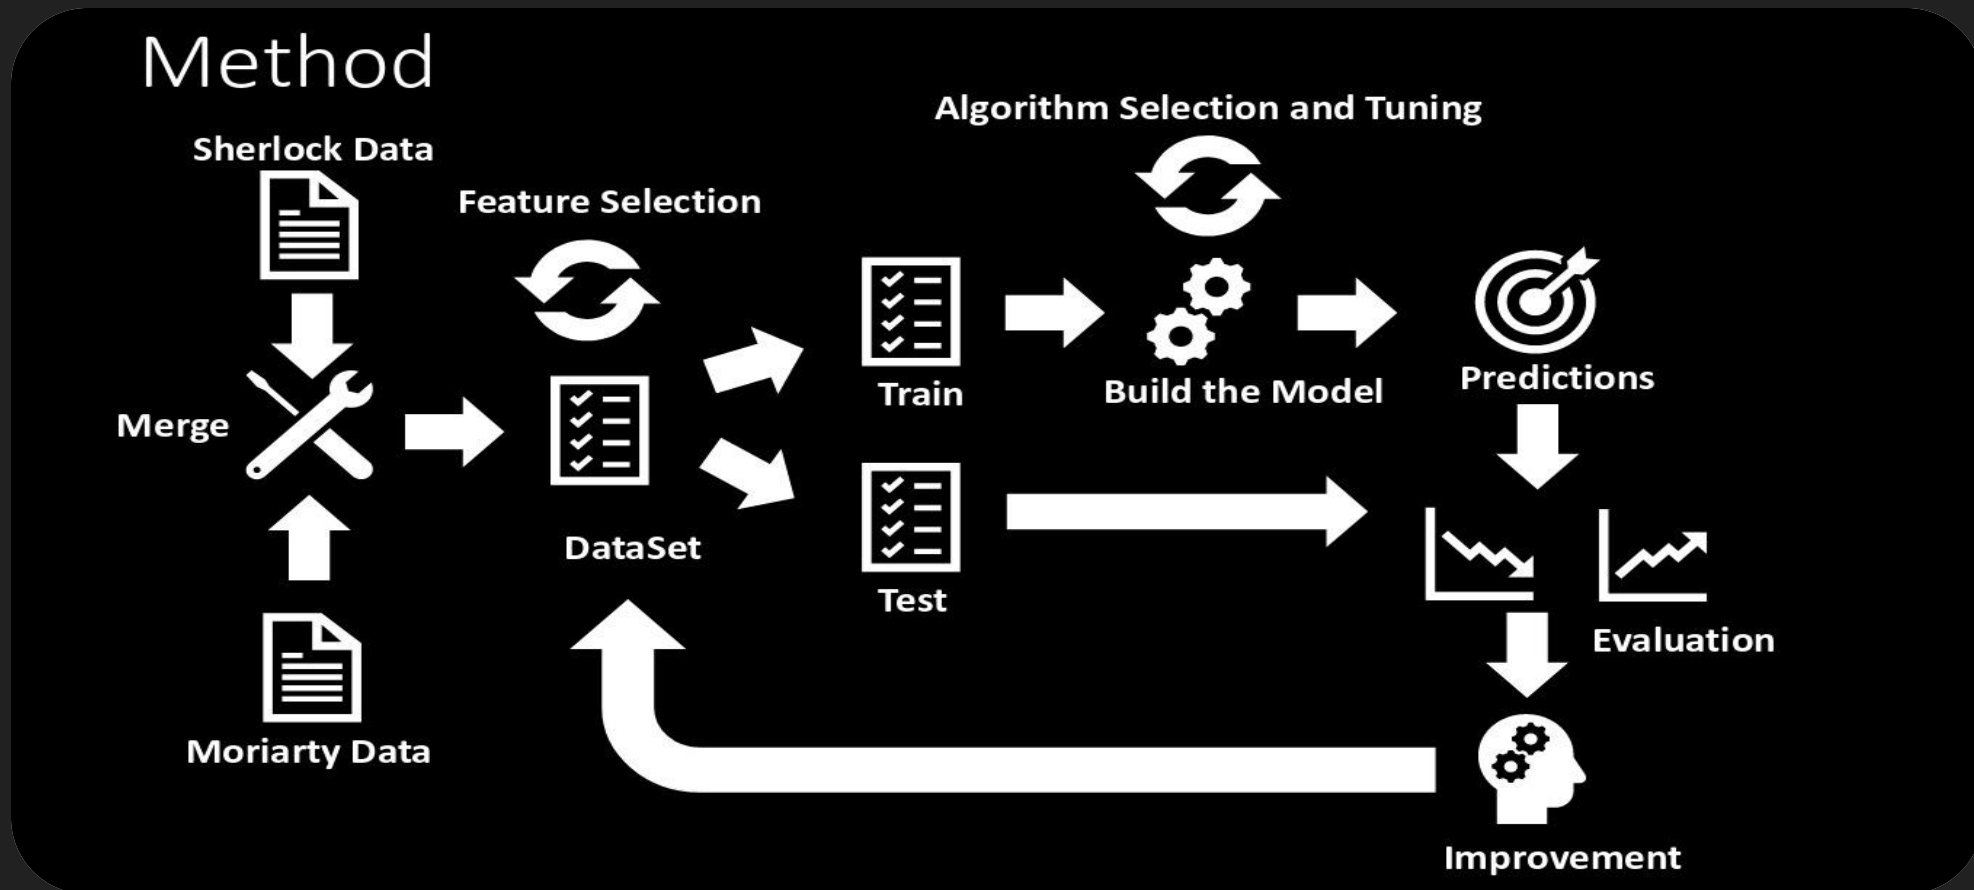 Method
Sherlock Data
Merge
Moriarty Data
Feature Selection
DataSet
Train
Test
Algorithm Selection and Tuning
Build the Model
Predictions
Evaluation
Improvement